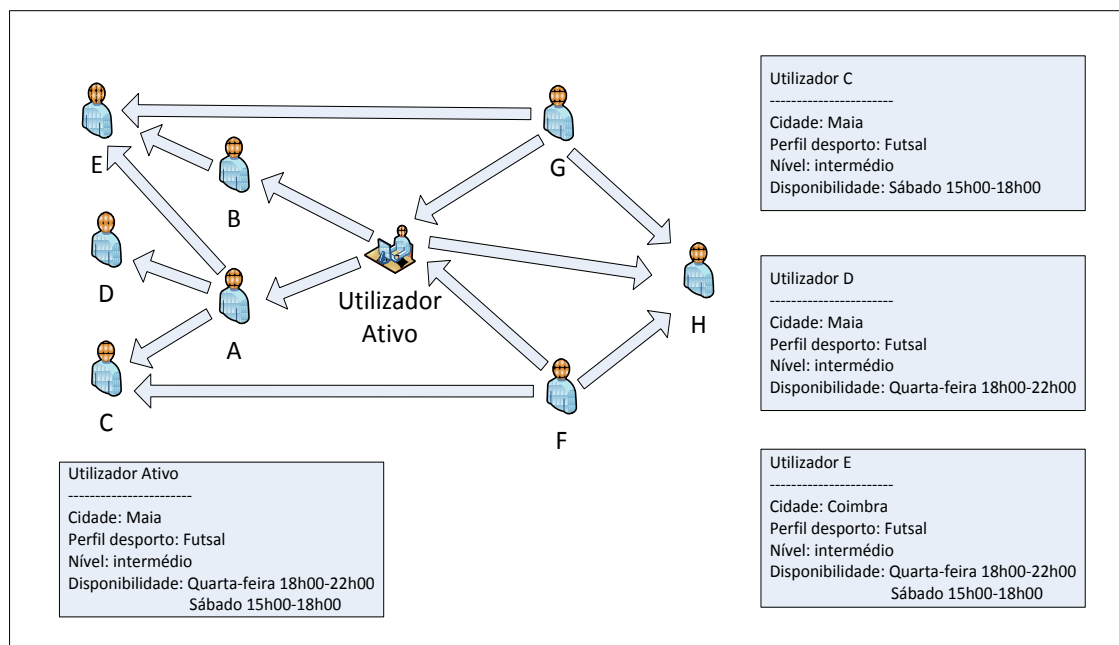 E
B
D
A
C
Utilizador
Ativo
G
H
F
Utilizador Ativo
-----------------------
Cidade: Maia
Perfil desporto: Futsal
Nível: intermédio
Disponibilidade: Quarta-feira 18h00-22h00
Sábado 15h00-18h00
Utilizador C
-----------------------
Cidade: Maia
Perfil desporto: Futsal
Nível: intermédio
Disponibilidade: Sábado 15h00-18h00
Utilizador D
-----------------------
Cidade: Maia
Perfil desporto: Futsal
Nível: intermédio
Disponibilidade: Quarta-feira 18h00-22h00
Utilizador E
-----------------------
Cidade: Coimbra
Perfil desporto: Futsal
Nível: intermédio
Disponibilidade: Quarta-feira 18h00-22h00
Sábado 15h00-18h00